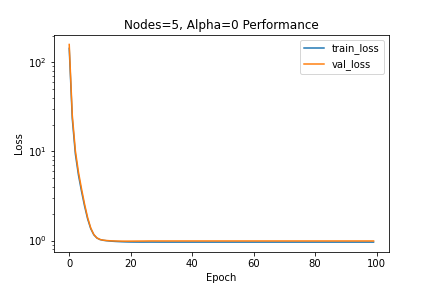 Nodes=5, Alpha=0 Performance
train_loss
val_loss
Loss
10²
10¹
10⁰
0 20 40 60 80 100
Epoch